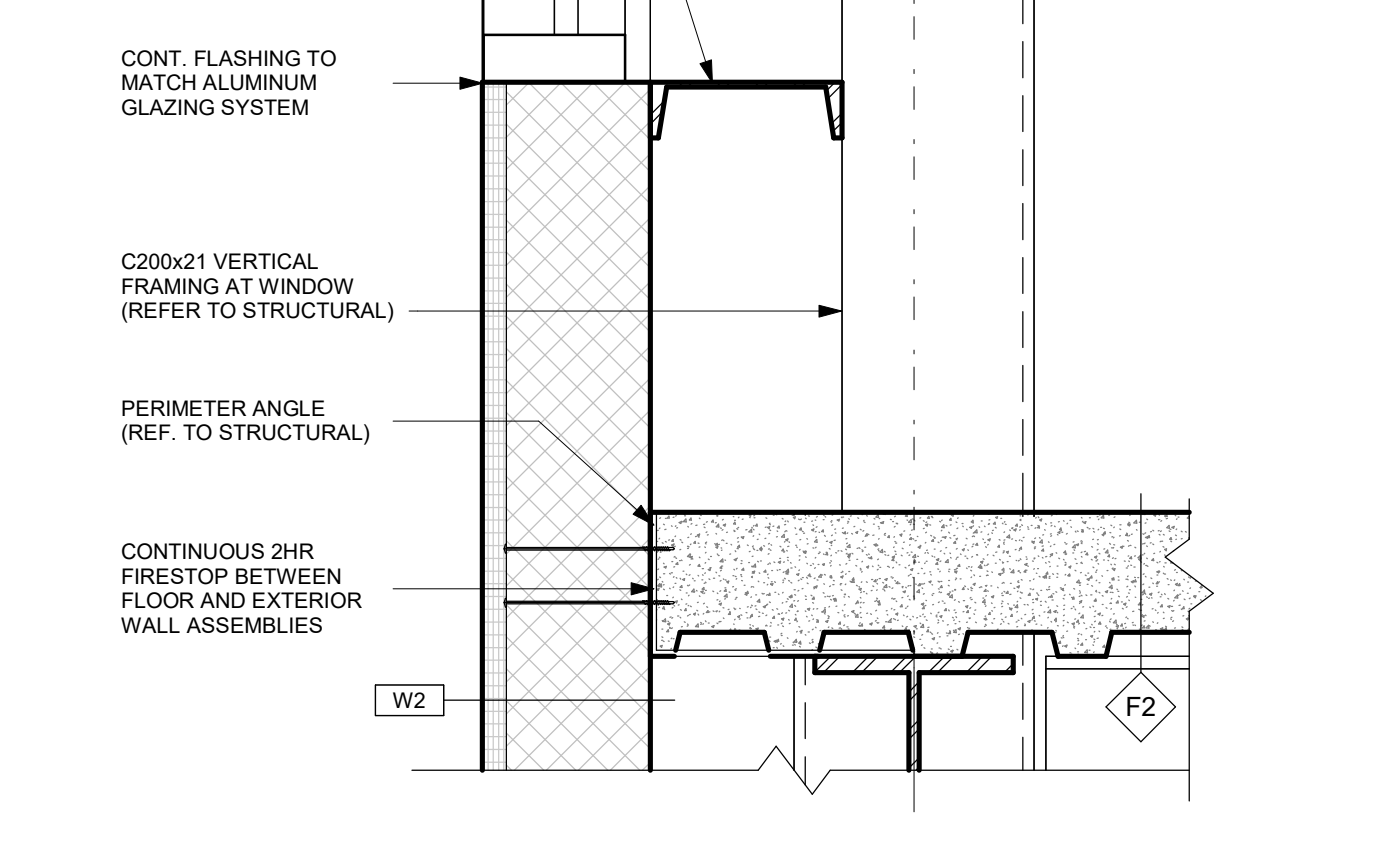 CONT. FLASHING TO
MATCH ALUMINUM
GLAZING SYSTEM
C200x21 VERTICAL
FRAMING AT WINDOW
(REFER TO STRUCTURAL)
PERIMETER ANGLE
(REF. TO STRUCTURAL)
CONTINUOUS 2HR
FIRESTOP BETWEEN
FLOOR AND EXTERIOR
WALL ASSEMBLIES
W2
F2